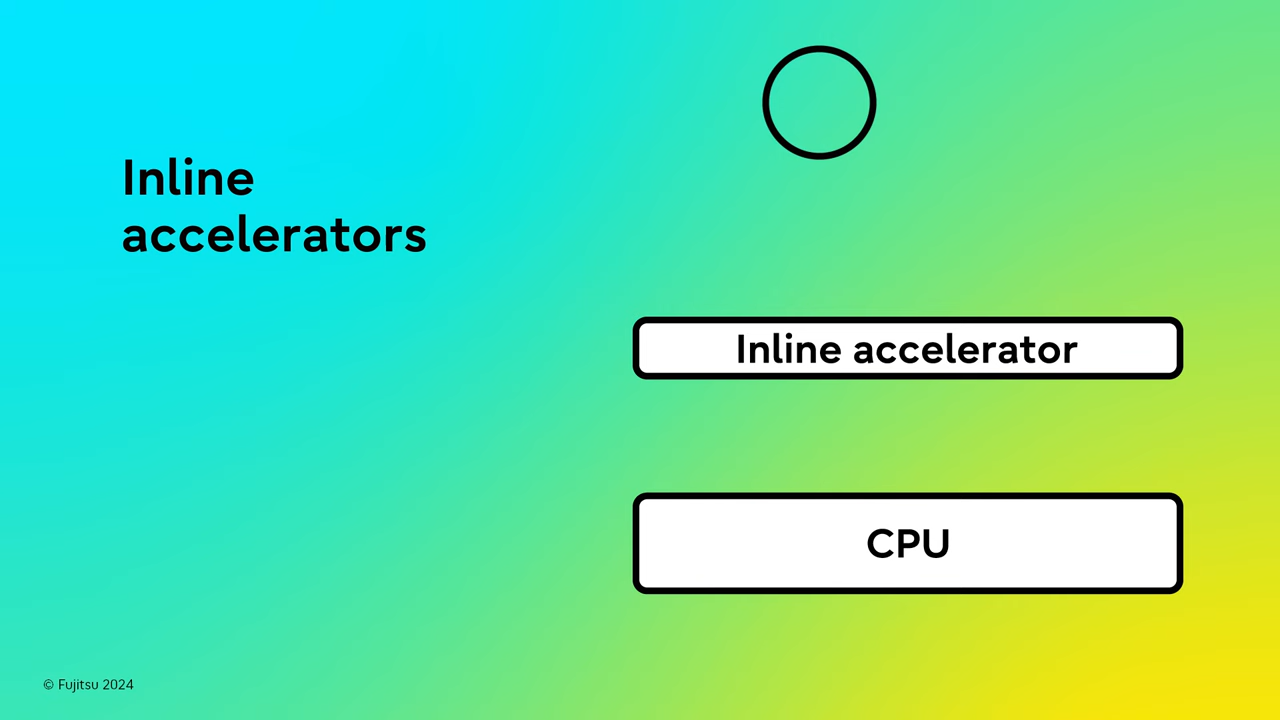 Inline
accelerators
Inline accelerator
CPU
© Fujitsu 2024